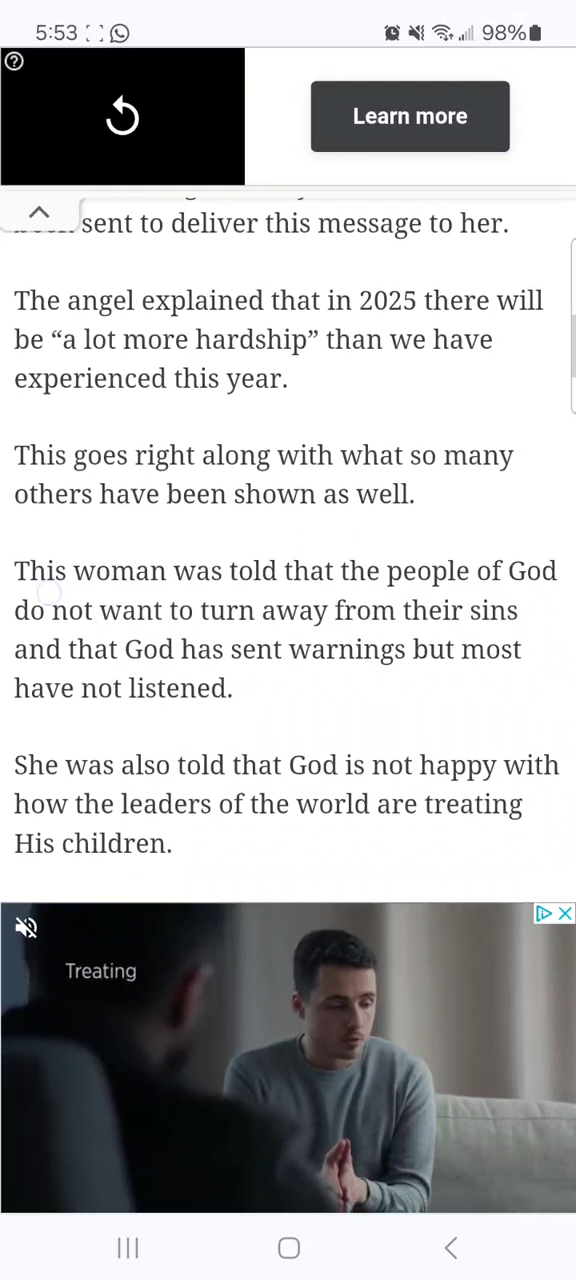 5:53
98%
Learn more
sent to deliver this message to her.
The angel explained that in 2025 there will
be “a lot more hardship” than we have
experienced this year.
This goes right along with what so many
others have been shown as well.
This woman was told that the people of God
do not want to turn away from their sins
and that God has sent warnings but most
have not listened.
She was also told that God is not happy with
how the leaders of the world are treating
His children.
Treating